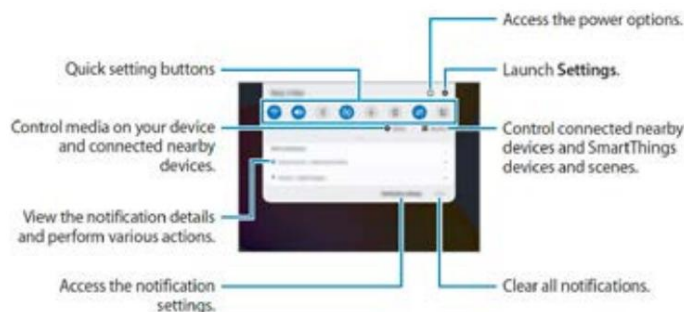 Access the power options.
Quick setting buttons
Launch Settings.
Control media on your device
and connected nearby
devices.
Control connected nearby
devices and SmartThings
devices and scenes.
View the notification details
and perform various actions.
Access the notification
settings.
Clear all notifications.